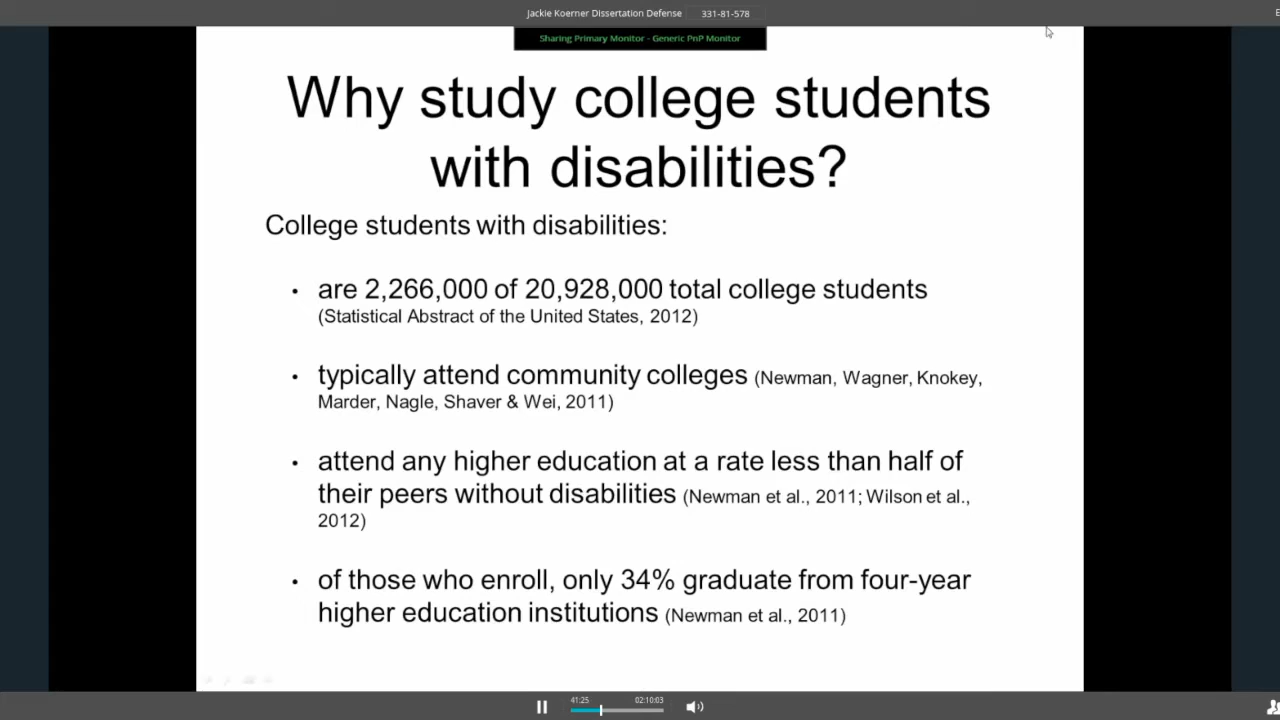 Jackie Koerner Dissertation Defense 331-81-578
Sharing Primary Monitor - Generic PnP Monitor
Why study college students
with disabilities?
College students with disabilities:
• are 2,266,000 of 20,928,000 total college students
(Statistical Abstract of the United States, 2012)
• typically attend community colleges (Newman, Wagner, Knokey,
Marder, Nagle, Shaver & Wei, 2011)
• attend any higher education at a rate less than half of
their peers without disabilities (Newman et al., 2011; Wilson et al.,
2012)
• of those who enroll, only 34% graduate from four-year
higher education institutions (Newman et al., 2011)
41:25 02:10:03